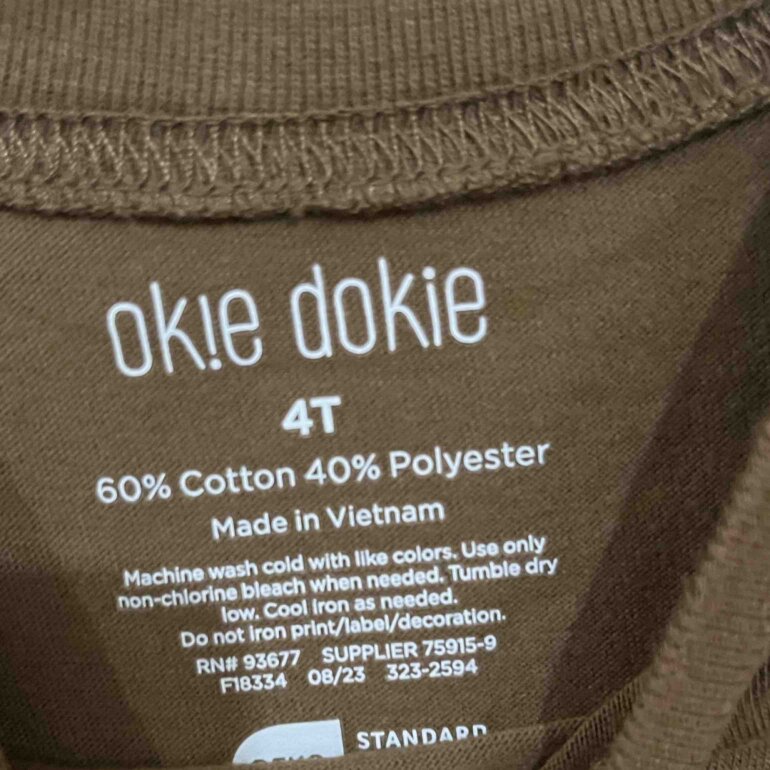 ok!e dokie
4T
60% Cotton 40% Polyester
Made in Vietnam
Machine wash cold with like colors. Use only
non-chlorine bleach when needed. Tumble dry
low. Cool iron as needed.
Do not iron print/label/decoration.
RN# 93677 SUPPLIER 75915-9
F18334 08/23 323-2594
STANDARD